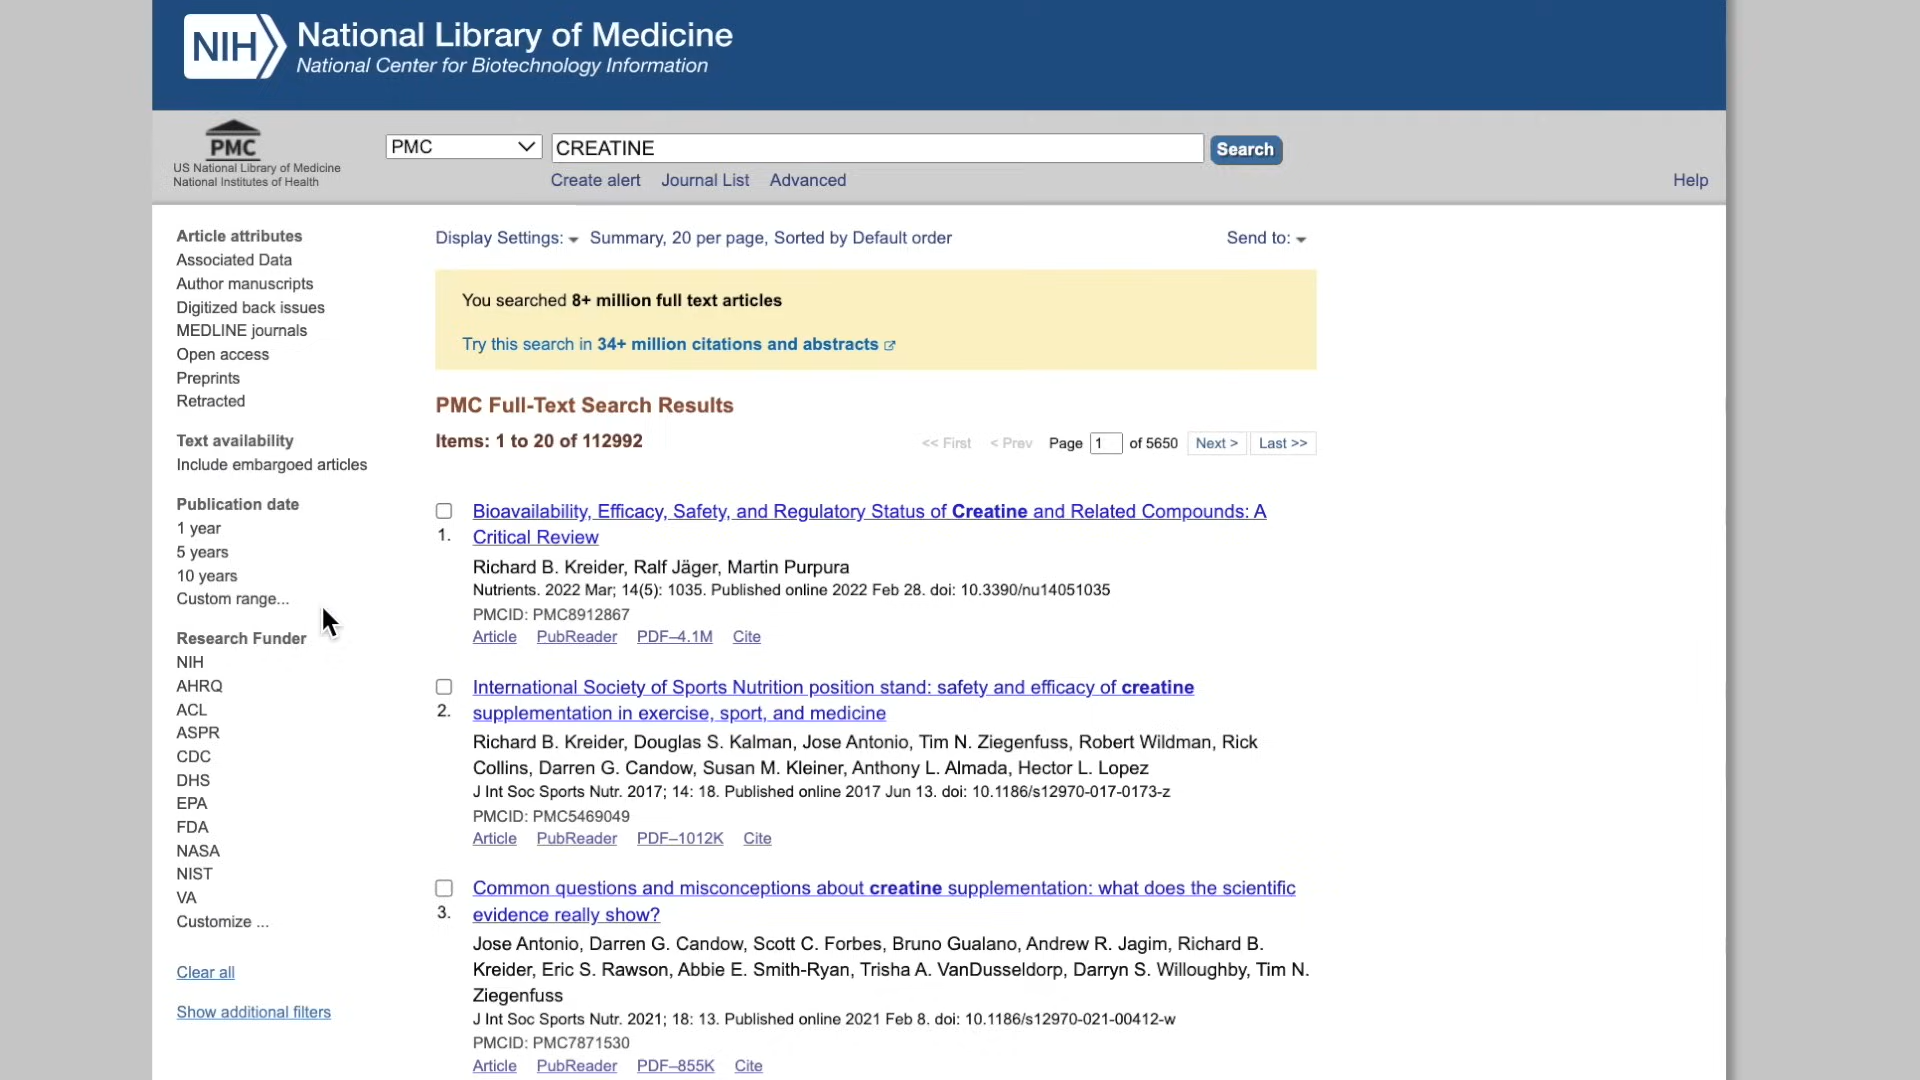 NIH National Library of Medicine
National Center for Biotechnology Information
PMC
US National Library of Medicine
National Institutes of Health
PMC
CREATINE
Search
Create alert Journal List Advanced
Help
Article attributes
Associated Data
Author manuscripts
Digitized back issues
MEDLINE journals
Open access
Preprints
Retracted
Text availability
Include embargoed articles
Publication date
1 year
5 years
10 years
Custom range...
Research Funder
NIH
AHRQ
ACL
ASPR
CDC
DHS
EPA
FDA
NASA
NIST
VA
Customize ...
Clear all
Show additional filters
Display Settings: Summary, 20 per page, Sorted by Default order
Send to:
You searched 8+ million full text articles
Try this search in 34+ million citations and abstracts
PMC Full-Text Search Results
Items: 1 to 20 of 112992
<< First < Prev Page 1 of 5650 Next > Last >>
Bioavailability, Efficacy, Safety, and Regulatory Status of Creatine and Related Compounds: A
1. Critical Review
Richard B. Kreider, Ralf Jäger, Martin Purpura
Nutrients. 2022 Mar; 14(5): 1035. Published online 2022 Feb 28. doi: 10.3390/nu14051035
PMCID: PMC8912867
Article PubReader PDF–4.1M Cite
International Society of Sports Nutrition position stand: safety and efficacy of creatine
2. supplementation in exercise, sport, and medicine
Richard B. Kreider, Douglas S. Kalman, Jose Antonio, Tim N. Ziegenfuss, Robert Wildman, Rick
Collins, Darren G. Candow, Susan M. Kleiner, Anthony L. Almada, Hector L. Lopez
J Int Soc Sports Nutr. 2017; 14: 18. Published online 2017 Jun 13. doi: 10.1186/s12970-017-0173-z
PMCID: PMC5469049
Article PubReader PDF–1012K Cite
Common questions and misconceptions about creatine supplementation: what does the scientific
3. evidence really show?
Jose Antonio, Darren G. Candow, Scott C. Forbes, Bruno Gualano, Andrew R. Jagim, Richard B.
Kreider, Eric S. Rawson, Abbie E. Smith-Ryan, Trisha A. VanDusseldorp, Darryn S. Willoughby, Tim N.
Ziegenfuss
J Int Soc Sports Nutr. 2021; 18: 13. Published online 2021 Feb 8. doi: 10.1186/s12970-021-00412-w
PMCID: PMC7871530
Article PubReader PDF–855K Cite